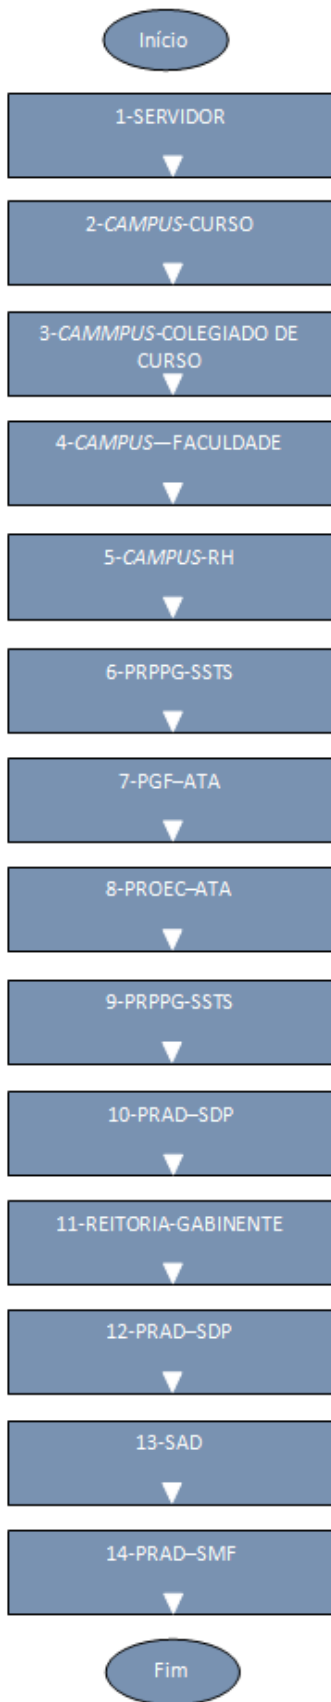 Início
1-SERVIDOR
2-CAMPUS-CURSO
3-CAMMPUS-COLEGIADO DE
CURSO
4-CAMPUS—FACULDADE
5-CAMPUS-RH
6-PRPPG-SSTS
7-PGF–ATA
8-PROEC–ATA
9-PRPPG-SSTS
10-PRAD–SDP
11-REITORIA-GABINENTE
12-PRAD–SDP
13-SAD
14-PRAD–SMF
Fim